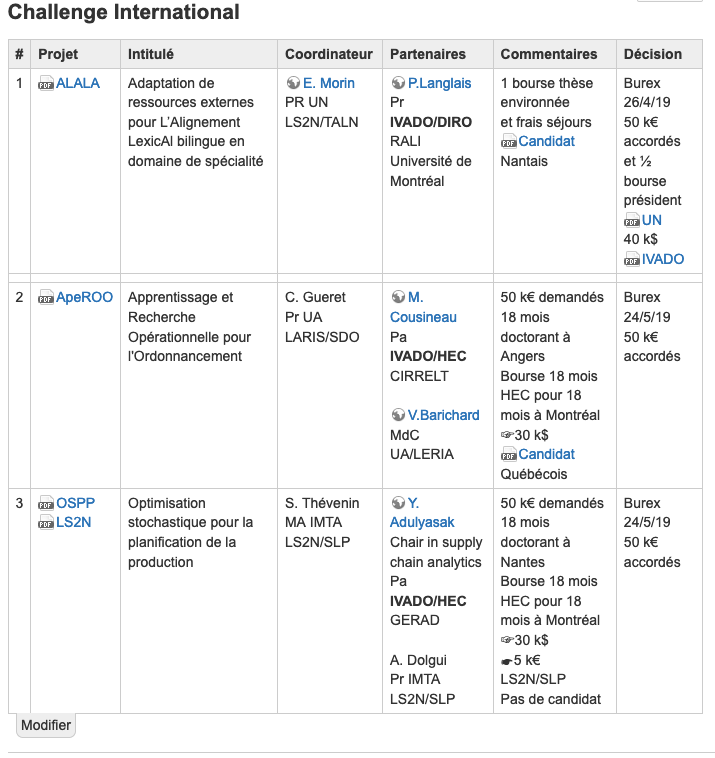 Challenge International
# Projet Intitulé Coordinateur Partenaires Commentaires Décision
1
ALALA
Adaptation de
ressources externes
pour L'Alignement
LexicAl bilingue en
domaine de spécialité
E. Morin
PR UN
LS2N/TALN
P.Langlais
Pr
IVADO/DIRO
RALI
Université de
Montréal
1 bourse thèse
environnée
et frais séjours
Candidat
Nantais
Burex
26/4/19
50 k€
accordés
et ½
bourse
président
UN
40 k$
IVADO
2
ApeROO
Apprentissage et
Recherche
Opérationnelle pour
l'Ordonnancement
C. Gueret
Pr UA
LARIS/SDO
M.
Cousineau
Pa
IVADO/HEC
CIRRELT
V.Barichard
MdC
UA/LERIA
50 k€ demandés
18 mois
doctorant à
Angers
Bourse 18 mois
HEC pour 18
mois à Montréal
☞30 k$
Candidat
Québécois
Burex
24/5/19
50 k€
accordés
3
OSPP
LS2N
Optimisation
stochastique pour la
planification de la
production
S. Thévenin
MA IMTA
LS2N/SLP
Y.
Adulyasak
Chair in supply
chain analytics
Pa
IVADO/HEC
GERAD
A. Dolgui
Pr IMTA
LS2N/SLP
50 k€ demandés
18 mois
doctorant à
Nantes
Bourse 18 mois
HEC pour 18
mois à Montréal
☞30 k$
☛5 k€
LS2N/SLP
Pas de candidat
Burex
24/5/19
50 k€
accordés
Modifier